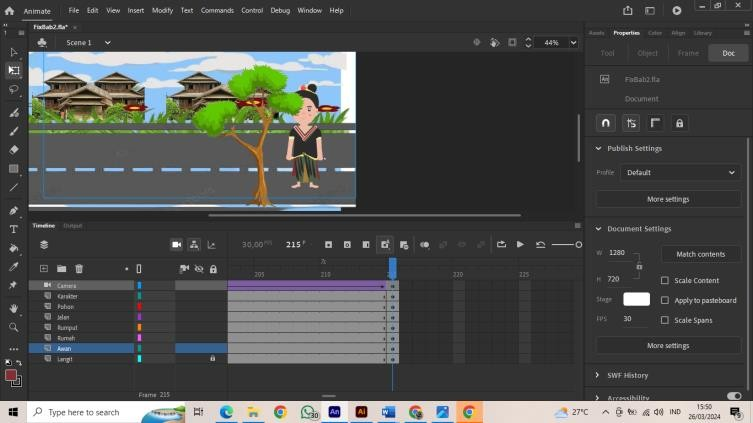 Animate File Edit View Insert Modify Text Commands Control Debug Window Help
FixBab2.fla*
Scene 1
44%
Assets Properties Color Align Library
Tool Object Frame Doc
FixBab2.fla
Document
Publish Settings
Profile Default
More settings
Document Settings
W 1280
Match contents
H 720
Scale Content
Stage
Apply to pasteboard
FPS 30
Scale Spans
More settings
SWF History
Accessibility
Timeline Output
30,00 FPS 215 F
7s
205 210 215 220 225
Camera
Karakter
Pohon
Jalan
Rumput
Rumah
Awan
Langit
Frame 215
Type here to search
30
27°C
IND
15:50
26/03/2024